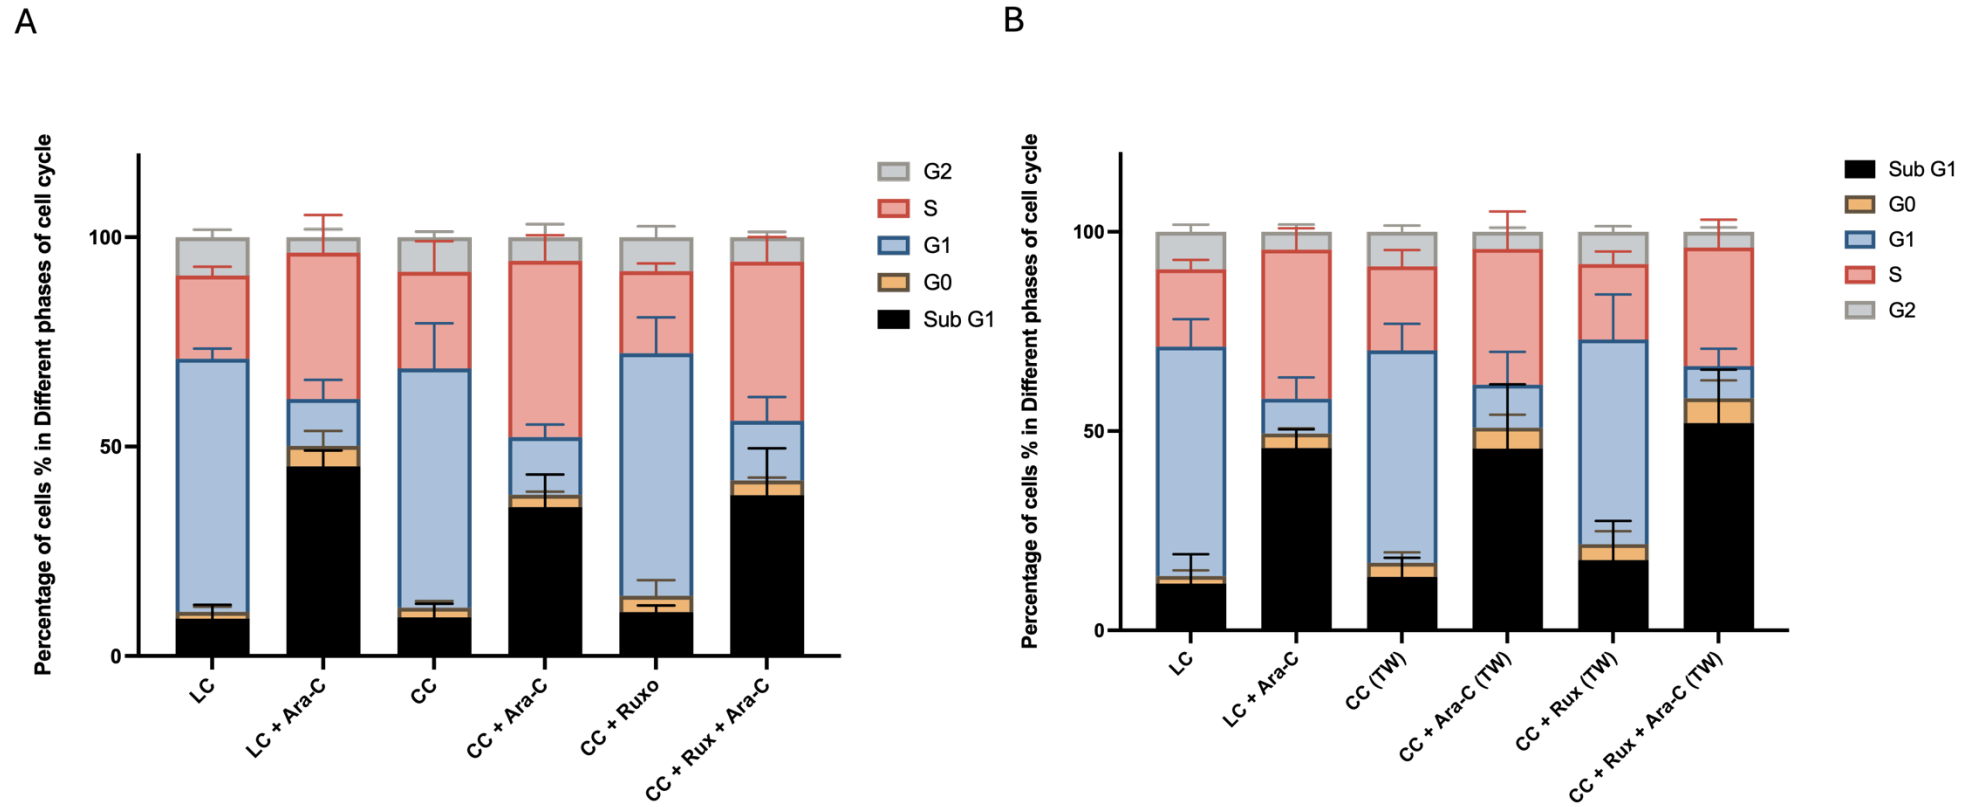 A
Percentage of cells % in Different phases of cell cycle
100
50
0
LC
LC + Ara-C
CC
CC + Ara-C
CC + Ruxo
CC + Rux + Ara-C
G2
S
G1
G0
Sub G1
B
Percentage of cells % in Different phases of cell cycle
100
50
0
LC
LC + Ara-C
CC (TW)
CC + Ara-C (TW)
CC + Rux (TW)
CC + Rux + Ara-C (TW)
Sub G1
G0
G1
S
G2